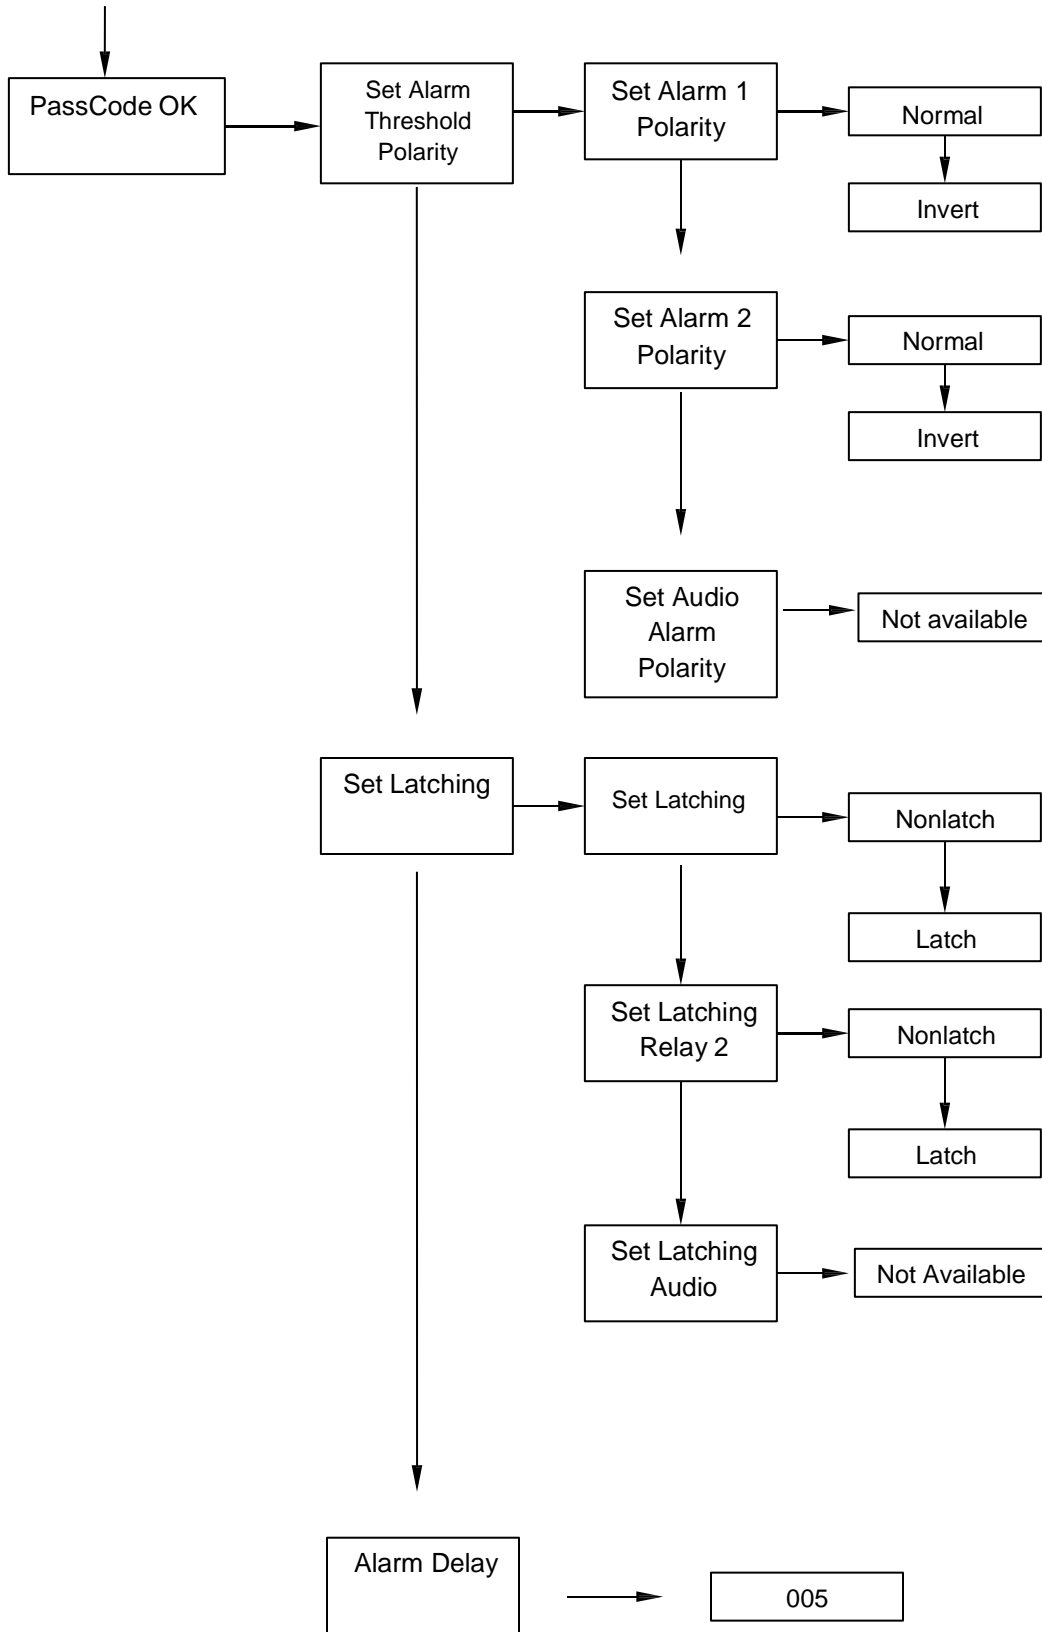 PassCode OK
Set Alarm
Threshold
Polarity
Set Alarm 1
Polarity
Normal
Invert
Set Alarm 2
Polarity
Normal
Invert
Set Audio
Alarm
Polarity
Not available
Set Latching
Set Latching
Nonlatch
Latch
Set Latching
Relay 2
Nonlatch
Latch
Set Latching
Audio
Not Available
Alarm Delay
005